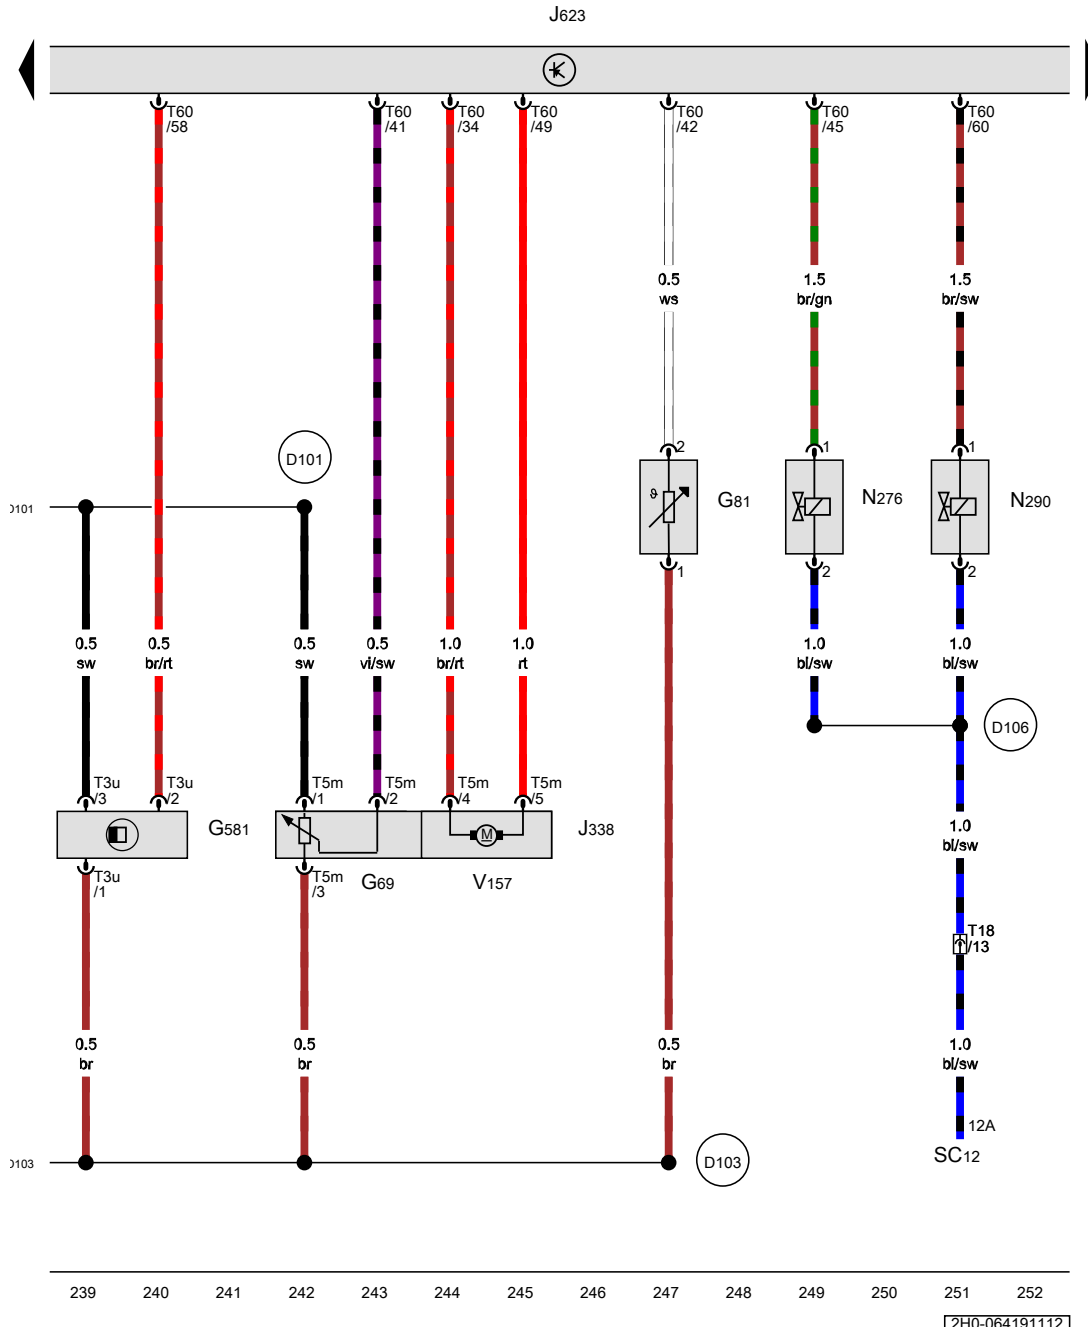 J623
T60
/58
T60
/41
T60
/34
T60
/49
T60
/42
T60
/45
T60
/60
0.5
ws
1.5
br/gn
1.5
br/sw
D101
2
1
1
G81
N276
N290
D101
1
2
2
0.5
sw
0.5
br/rt
0.5
sw
0.5
vi/sw
1.0
br/rt
1.0
rt
1.0
bl/sw
1.0
bl/sw
D106
T3u
/3
T3u
/2
T5m
/1
T5m
/2
T5m
/4
T5m
/5
G581
M
J338
1.0
bl/sw
T3u
/1
T5m
/3
G69
V157
T18
/13
0.5
br
0.5
br
0.5
br
1.0
bl/sw
12A
SC12
D103
D103
239 240 241 242 243 244 245 246 247 248 249 250 251 252
2H0-064191112